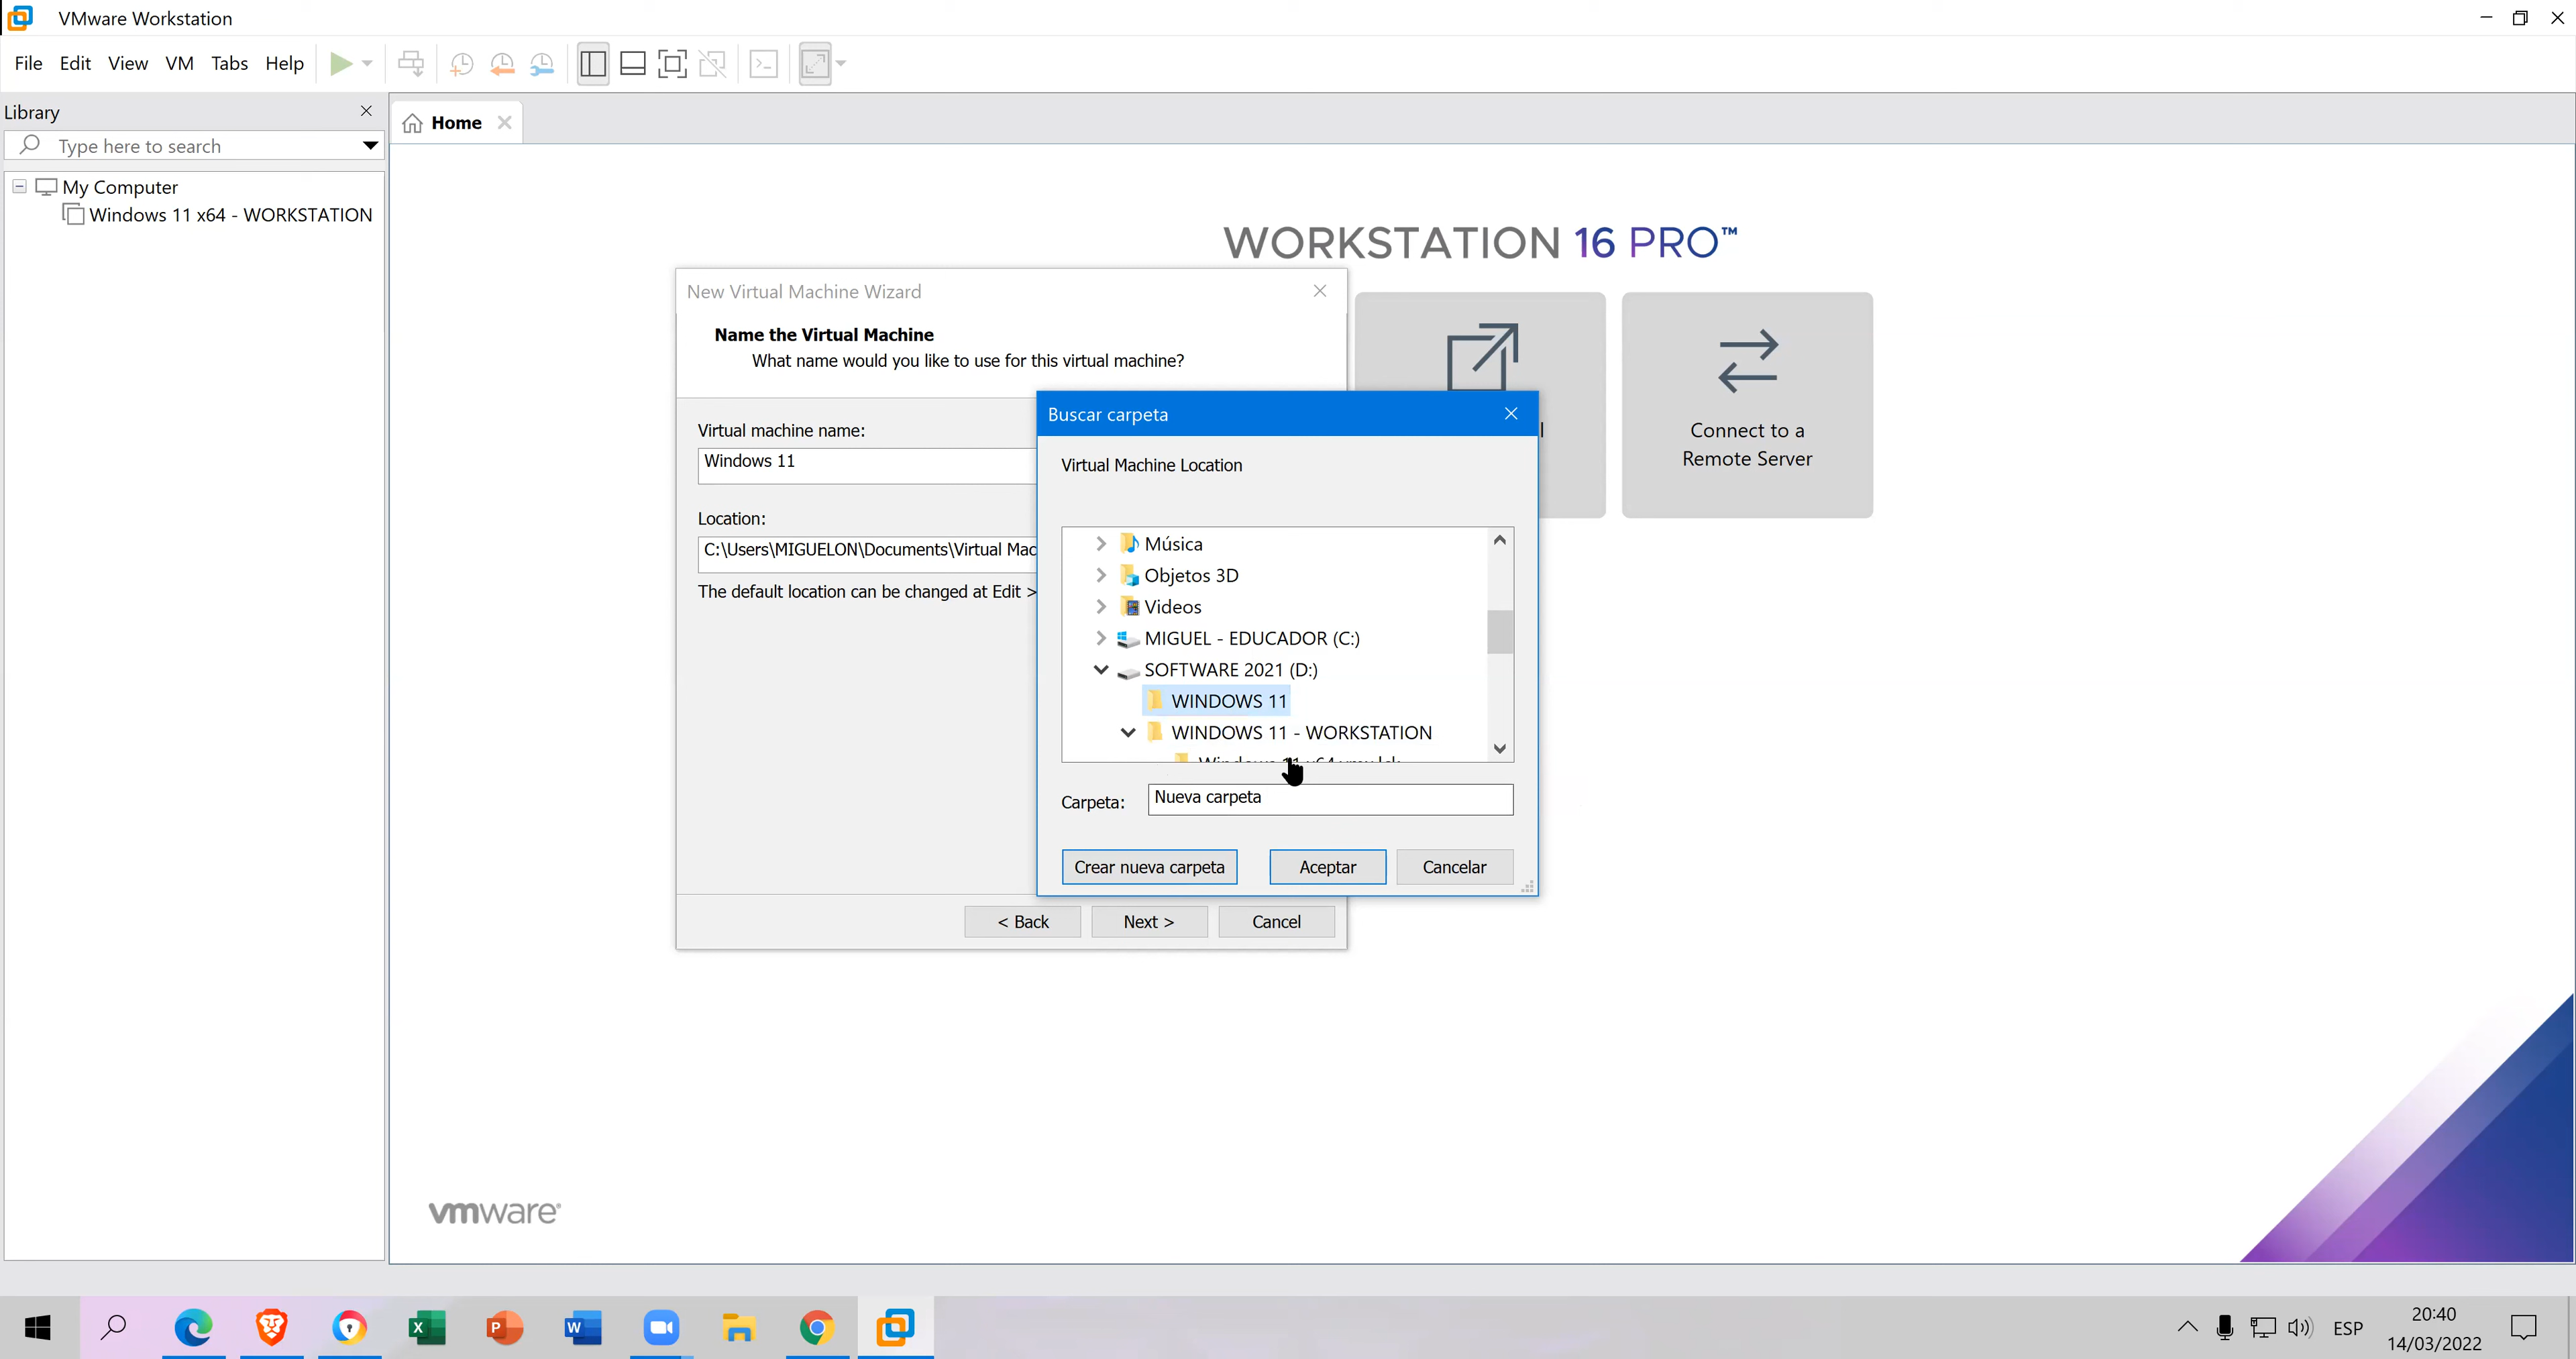 VMware Workstation
File Edit View VM Tabs Help
Library
Type here to search
My Computer
Windows 11 x64 - WORKSTATION
Home
WORKSTATION 16 PRO™
New Virtual Machine Wizard
Name the Virtual Machine
What name would you like to use for this virtual machine?
Virtual machine name:
Windows 11
Location:
C:\Users\MIGUELON\Documents\Virtual Mac
The default location can be changed at Edit >
Buscar carpeta
Virtual Machine Location
Música
Objetos 3D
Videos
MIGUEL - EDUCADOR (C:)
SOFTWARE 2021 (D:)
WINDOWS 11
WINDOWS 11 - WORKSTATION
Carpeta:
Nueva carpeta
Crear nueva carpeta
Aceptar
Cancelar
< Back
Next >
Cancel
Connect to a
Remote Server
vmware
ESP
20:40
14/03/2022